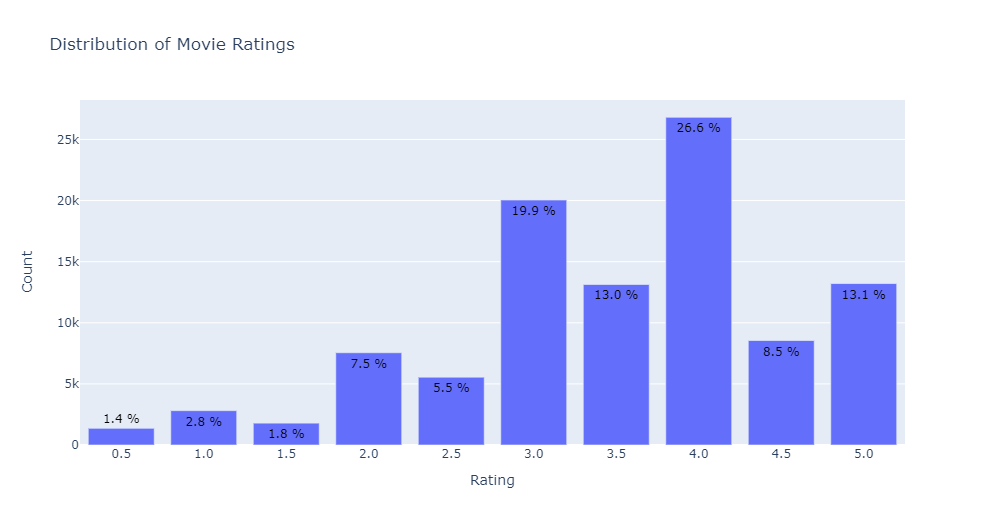 Distribution of Movie Ratings
25k
20k
15k
10k
5k
0
Count
1.4 %
2.8 %
1.8 %
7.5 %
5.5 %
19.9 %
13.0 %
26.6 %
8.5 %
13.1 %
0.5 1.0 1.5 2.0 2.5 3.0 3.5 4.0 4.5 5.0
Rating